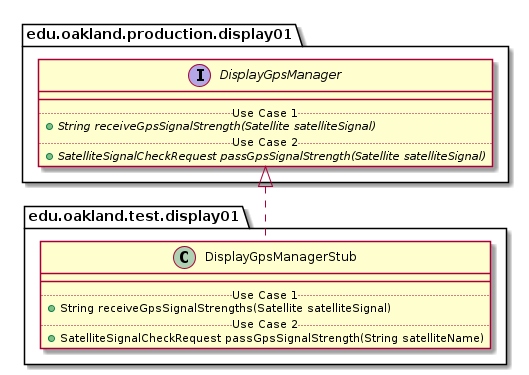 edu.oakland.production.display01
I DisplayGpsManager
Use Case 1
String receiveGpsSignalStrength(Satellite satelliteSignal)
Use Case 2
SatelliteSignalCheckRequest passGpsSignalStrength(Satellite satelliteSignal)
edu.oakland.test.display01
C DisplayGpsManagerStub
Use Case 1
String receiveGpsSignalStrengths(Satellite satelliteSignal)
Use Case 2
SatelliteSignalCheckRequest passGpsSignalStrength(String satelliteName)